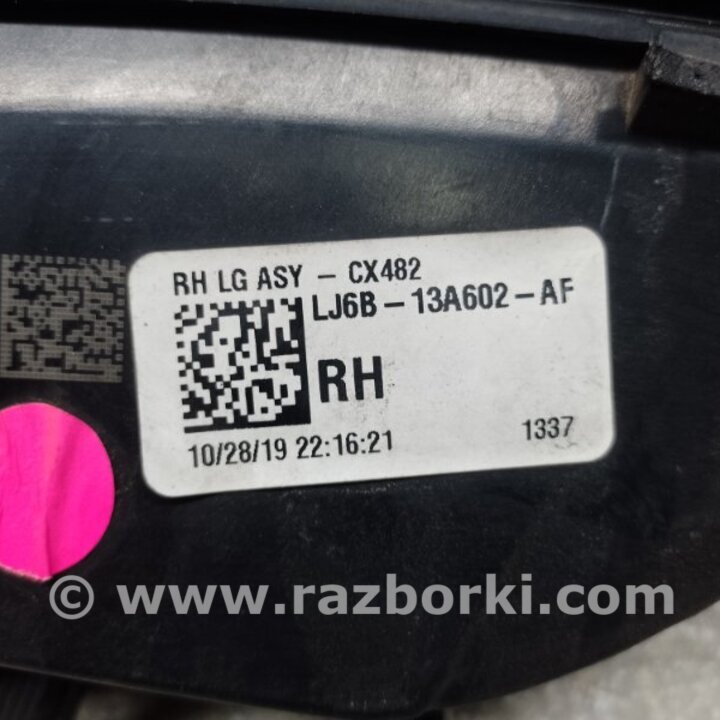 RH LG ASY - CX482
LJ6B-13A602-AF
RH
10/28/19 22:16:21 1337
© www.razborki.com